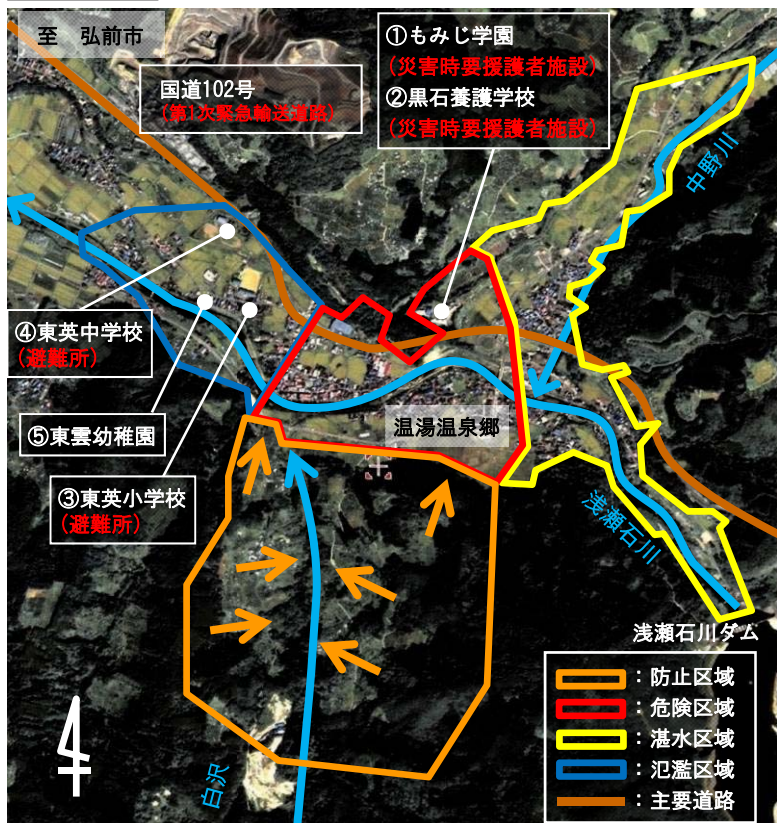 至　弘前市
国道102号
(第1次緊急輸送道路)
①もみじ学園
(災害時要援護者施設)
②黒石養護学校
(災害時要援護者施設)
中野川
④東英中学校
(避難所)
⑤東雲幼稚園
③東英小学校
(避難所)
温湯温泉郷
浅瀬石川
浅瀬石川ダム
白沢
：防止区域
：危険区域
：湛水区域
：氾濫区域
：主要道路